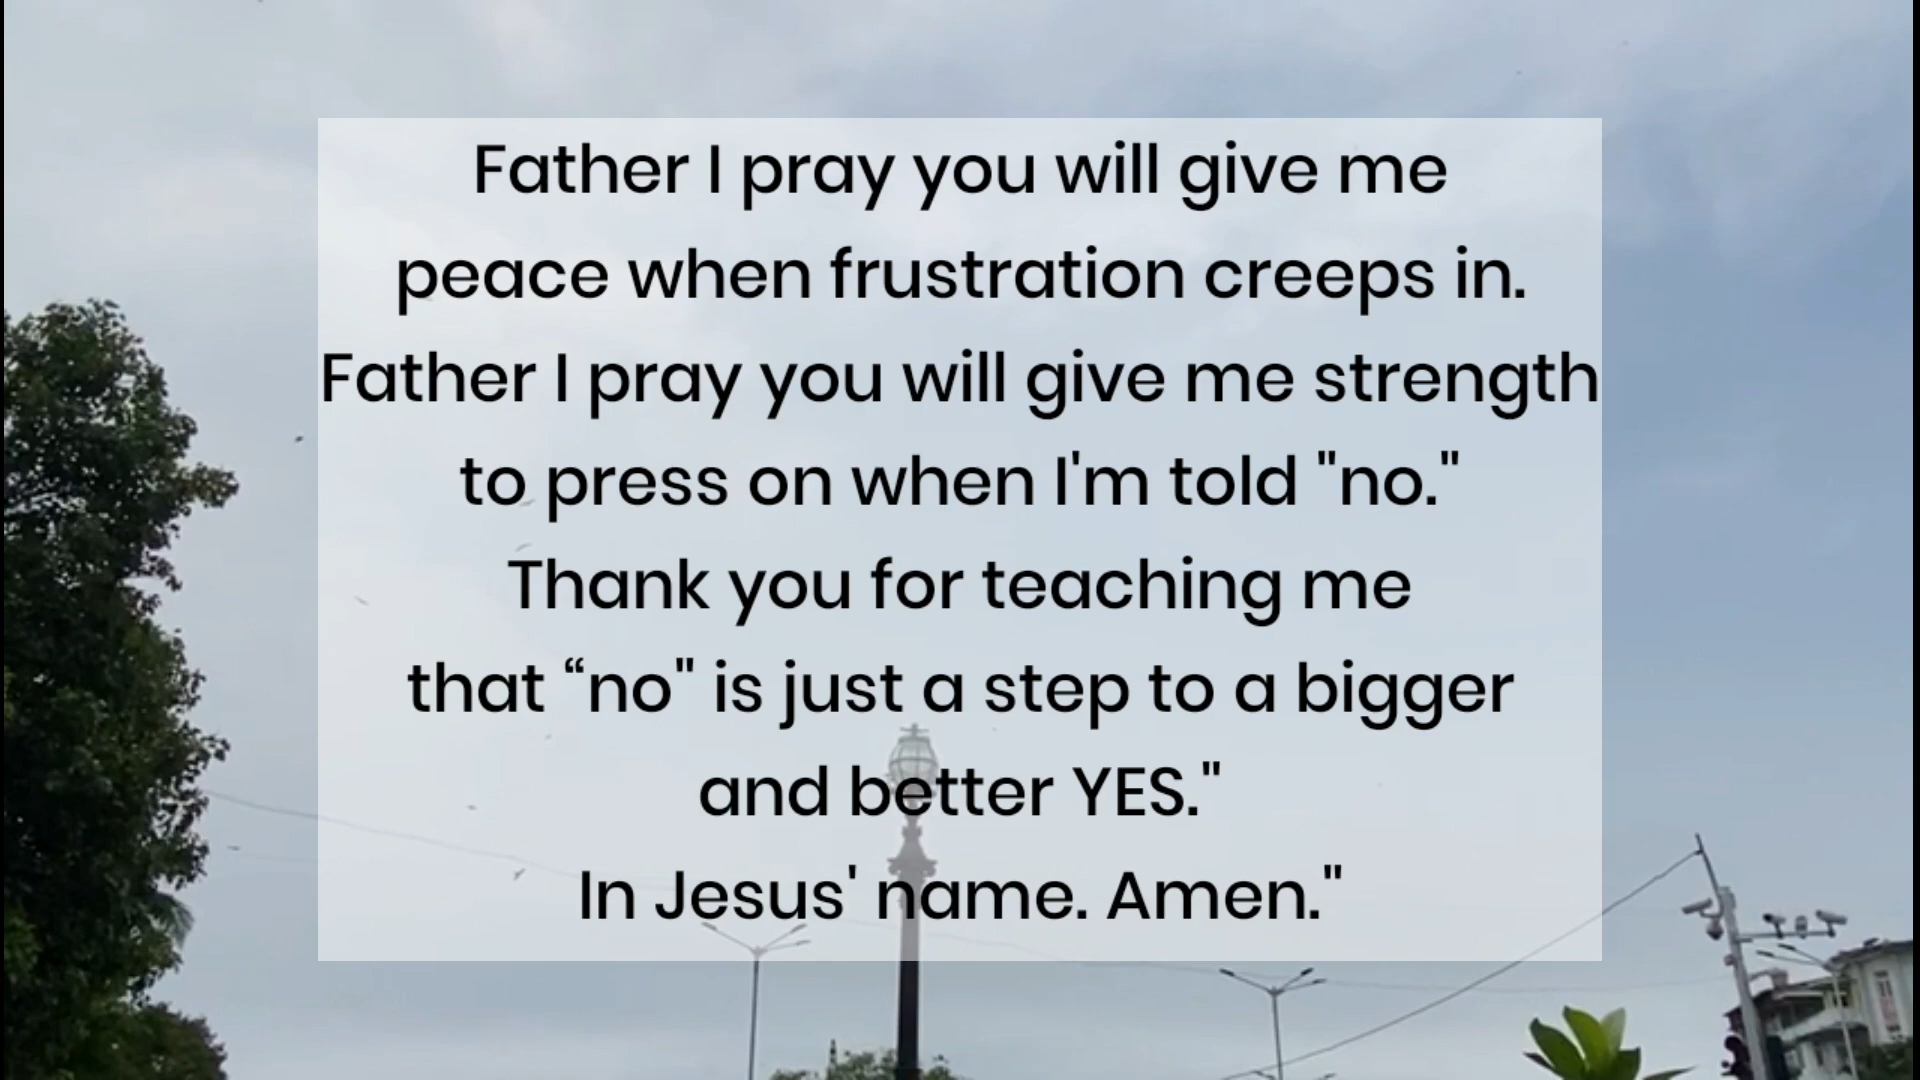 Father I pray you will give me
peace when frustration creeps in.
Father I pray you will give me strength
to press on when I'm told "no."
Thank you for teaching me
that “no" is just a step to a bigger
and better YES."
In Jesus' name. Amen."